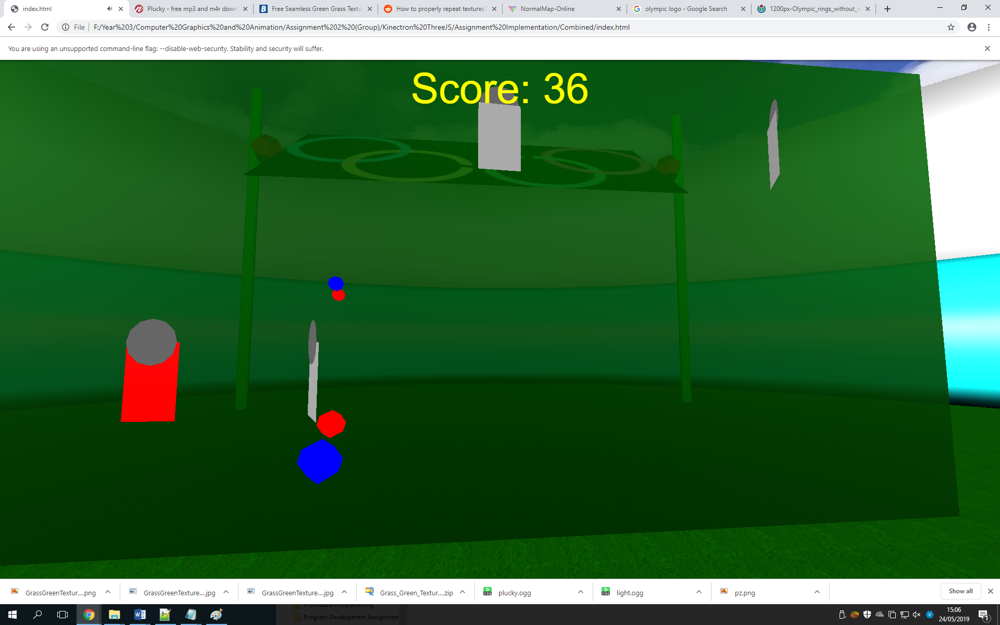 index.html
Plucky - free mp3 and m4r down
Free Seamless Green Grass Textu
How to properly repeat textures?
NormalMap-Online
olympic logo - Google Search
1200px-Olympic_rings_without_r
File
F:/Year%203/Computer%20Graphics%20and%20Animation/Assignment%202%20(Group)/Kinectron%20ThreeJS/Assignment%20Implementation/Combined/index.html
You are using an unsupported command-line flag: --disable-web-security. Stability and security will suffer.
Score: 36
GrassGreenTextur....png
GrassGreenTexture....jpg
GrassGreenTexture....jpg
Grass_Green_Textur....zip
OGG
plucky.ogg
OGG
light.ogg
pz.png
Show all
Procedural Programming
Program Development Assignmen
15:06
24/05/2019
1